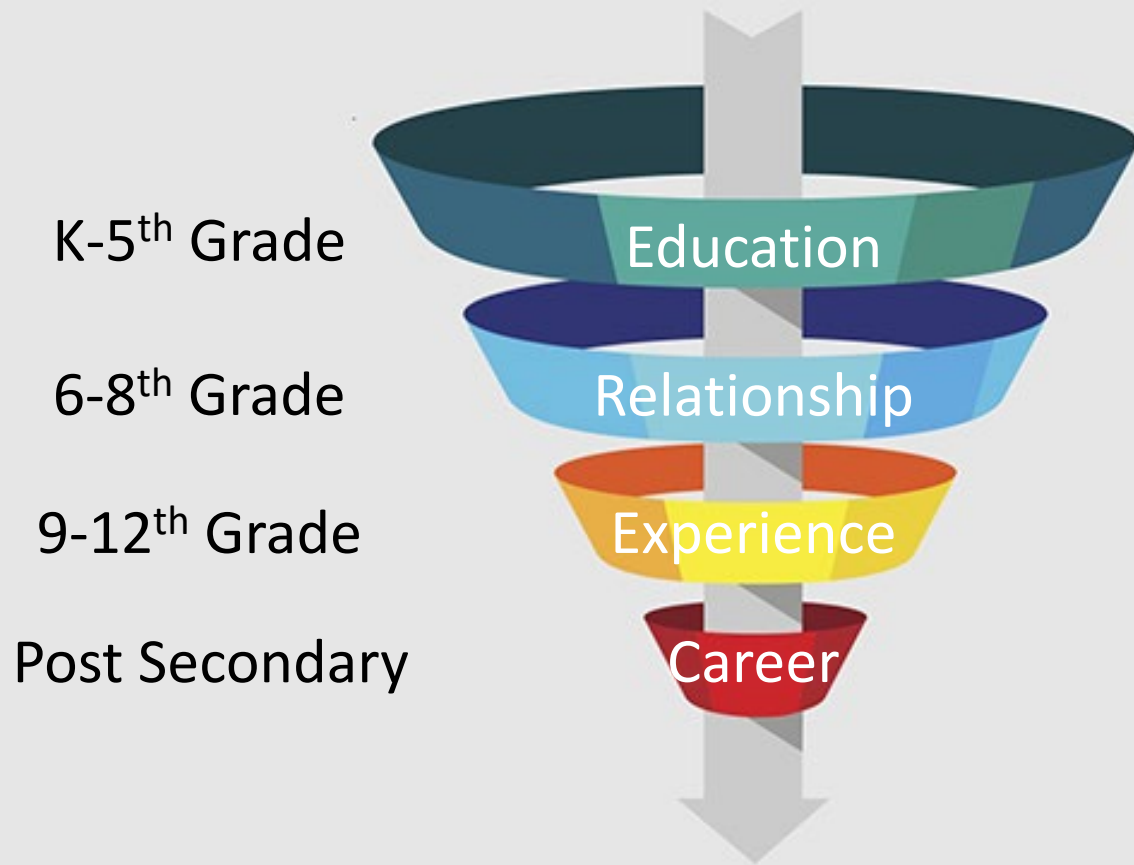 K-5th Grade Education
6-8th Grade Relationship
9-12th Grade Experience
Post Secondary Career